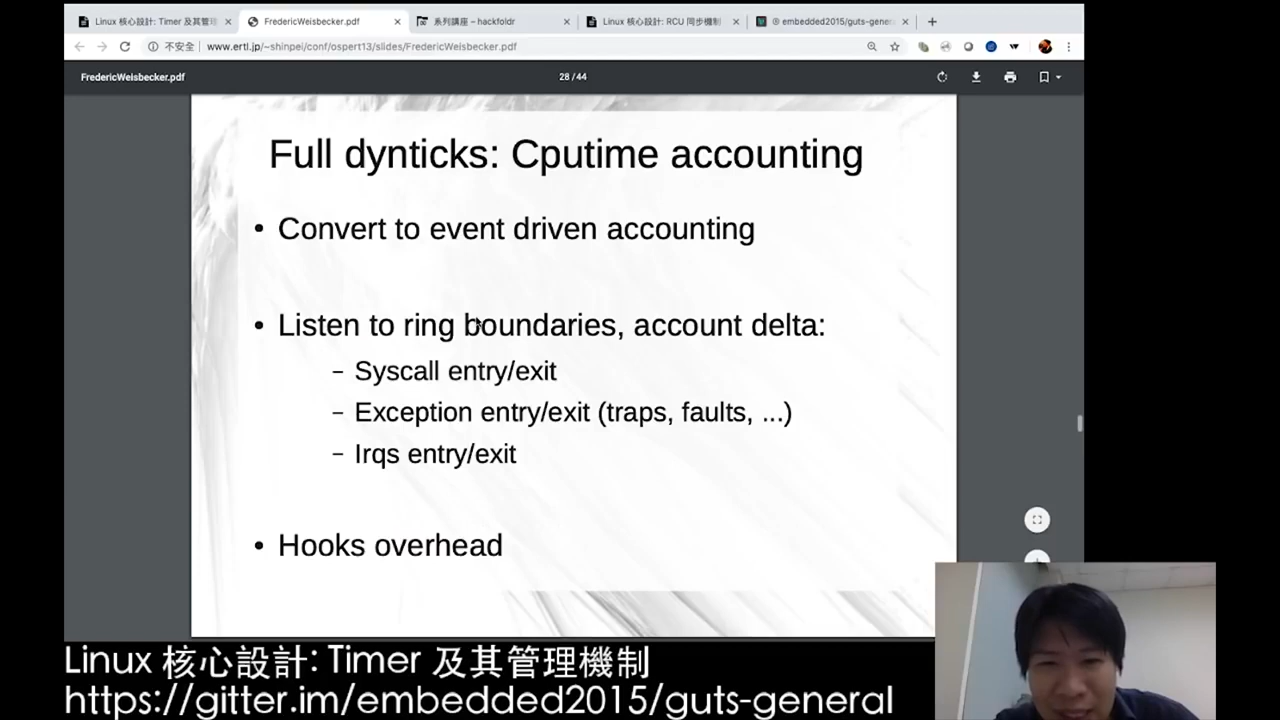 Linux 核心設計: Timer 及其管理
FredericWeisbecker.pdf
系列講座 – hackfoldr
Linux 核心設計: RCU 同步機制
embedded2015/guts-gener
不安全 | www.ertl.jp/~shinpei/conf/ospert13/slides/FredericWeisbecker.pdf
FredericWeisbecker.pdf
28 / 44
Full dynticks: Cputime accounting
• Convert to event driven accounting
• Listen to ring boundaries, account delta:
– Syscall entry/exit
– Exception entry/exit (traps, faults, ...)
– Irqs entry/exit
• Hooks overhead
Linux 核心設計: Timer 及其管理機制
https://gitter.im/embedded2015/guts-general